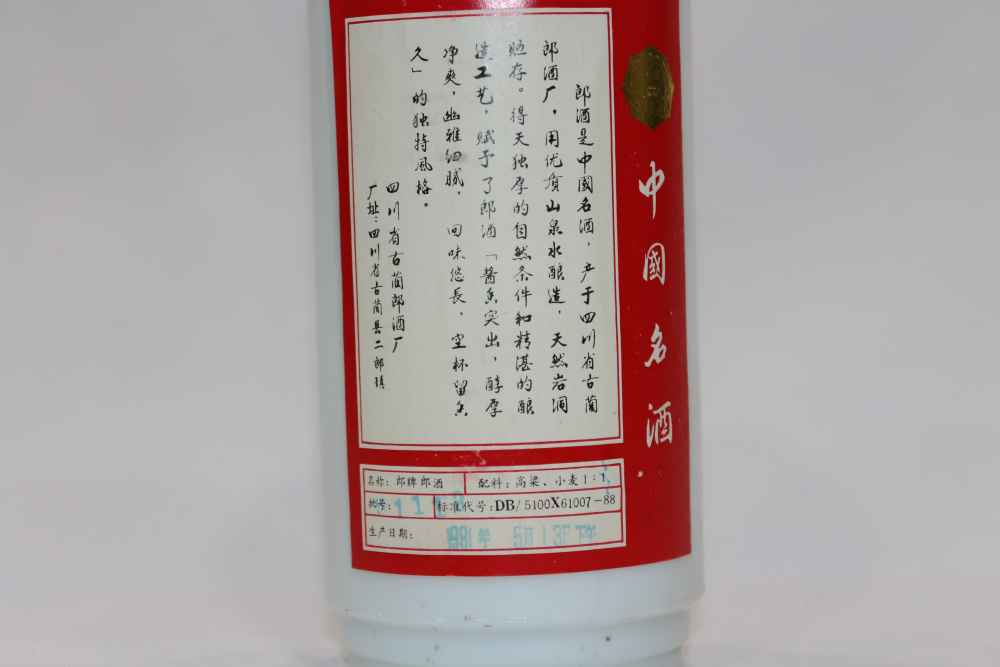 郎酒是中國名酒，产于四川省古蔺
郎酒厂，用优质山泉水酿造，天然岩洞
贮存。得天独厚的自然条件和精湛的酿
造工艺，赋予了郎酒「醬香突出，醇厚
净爽，幽雅细腻，回味悠長，空杯留香
久」的独特風格。
四川省古蔺郎酒厂
厂址：四川省古蔺县二郎镇
中國名酒
名称：郎牌郎酒
配料：高粱、小麦1：1
批号：
标准代号：DB/5100X61007-88
生产日期：